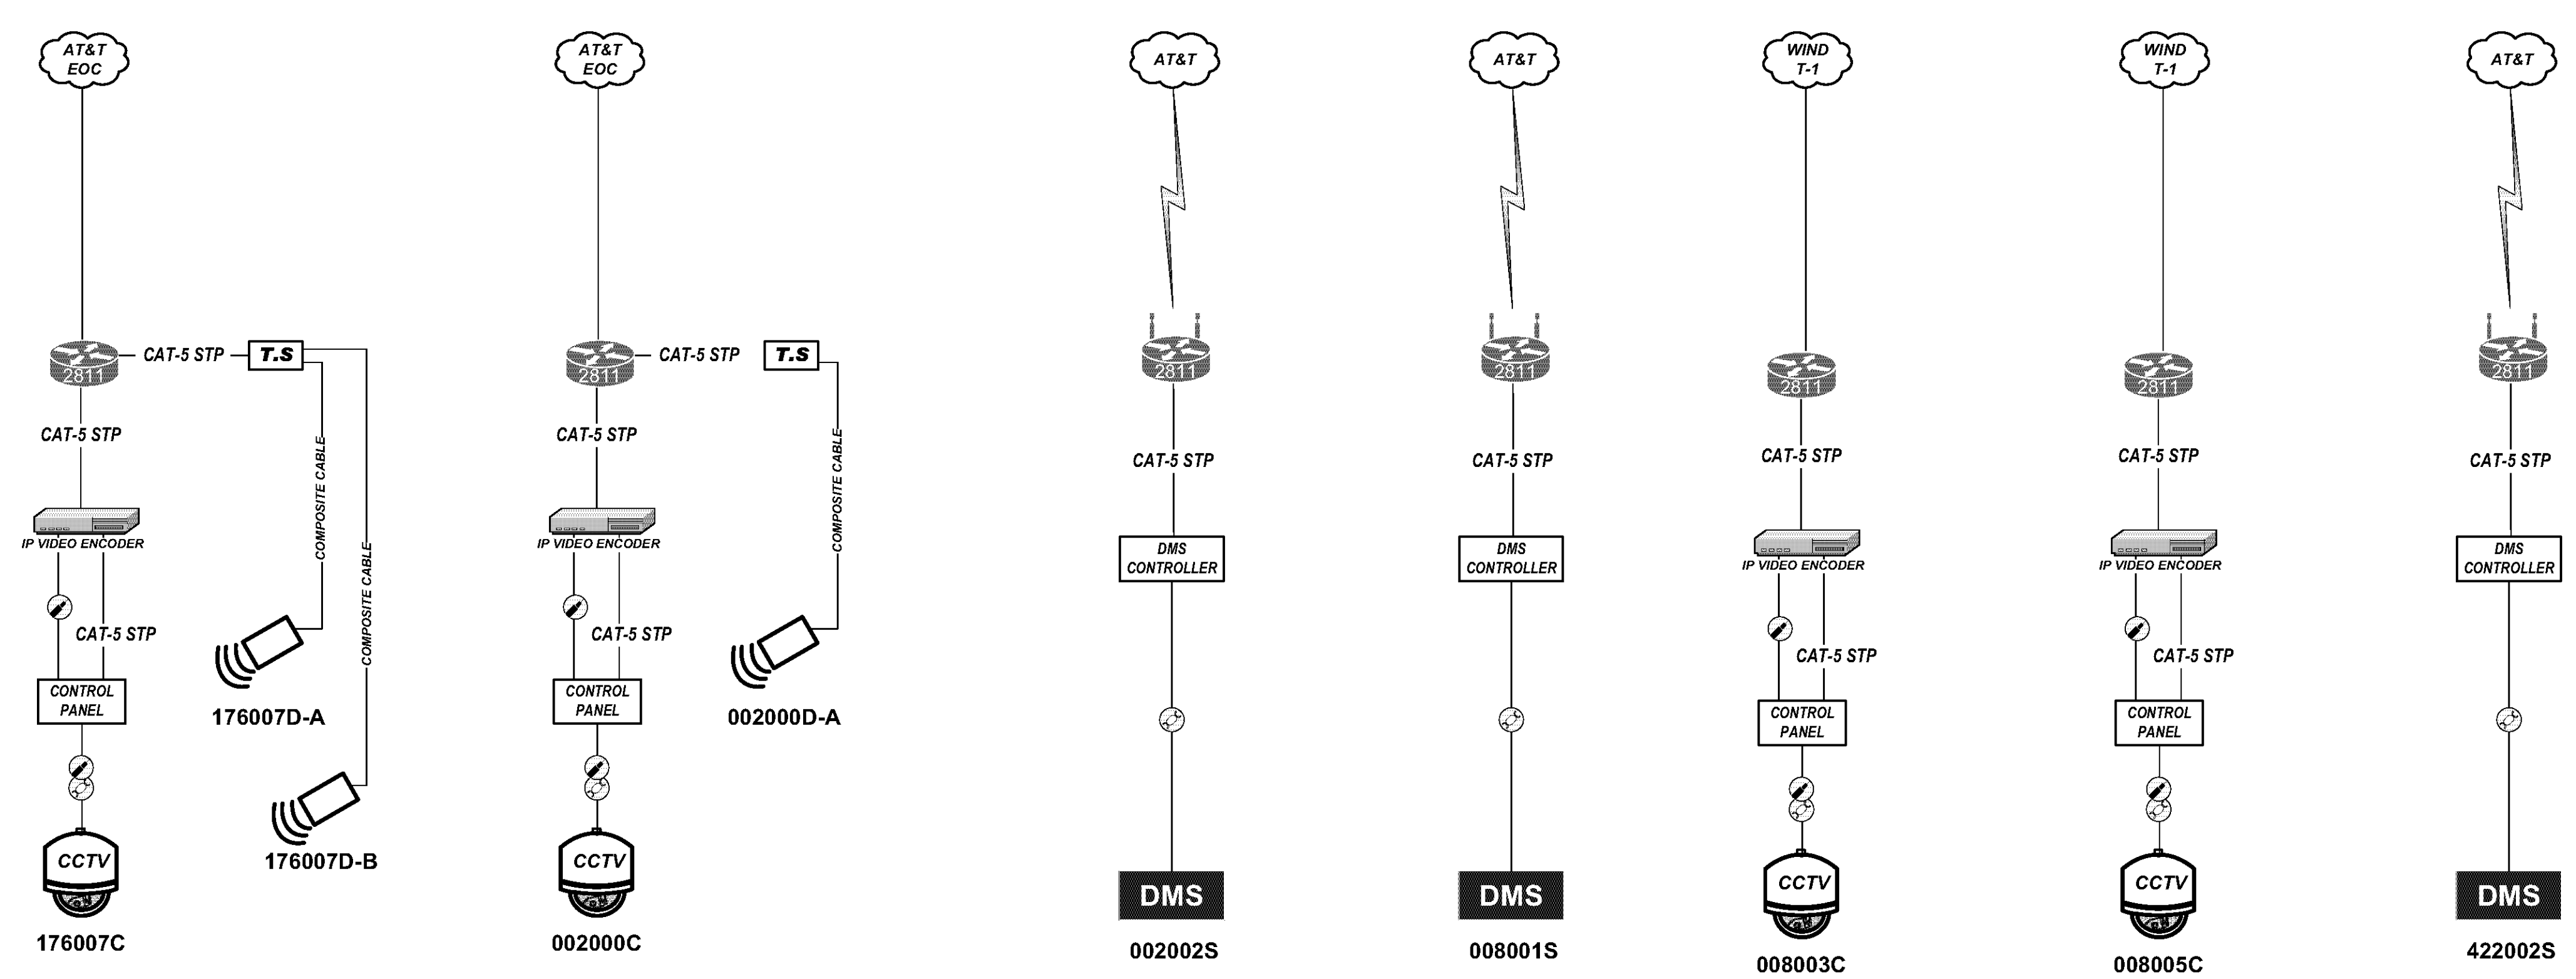 AT&T
EOC
2811
CAT-5 STP
T.S
CAT-5 STP
COMPOSITE CABLE
COMPOSITE CABLE
IP VIDEO ENCODER
CAT-5 STP
CONTROL
PANEL
176007D-A
176007D-B
CCTV
176007C
AT&T
EOC
2811
CAT-5 STP
T.S
CAT-5 STP
COMPOSITE CABLE
IP VIDEO ENCODER
CAT-5 STP
CONTROL
PANEL
002000D-A
CCTV
002000C
AT&T
2811
CAT-5 STP
DMS
CONTROLLER
DMS
002002S
AT&T
2811
CAT-5 STP
DMS
CONTROLLER
DMS
008001S
WIND
T-1
2811
CAT-5 STP
IP VIDEO ENCODER
CAT-5 STP
CONTROL
PANEL
CCTV
008003C
WIND
T-1
2811
CAT-5 STP
IP VIDEO ENCODER
CAT-5 STP
CONTROL
PANEL
CCTV
008005C
AT&T
2811
CAT-5 STP
DMS
CONTROLLER
DMS
422002S